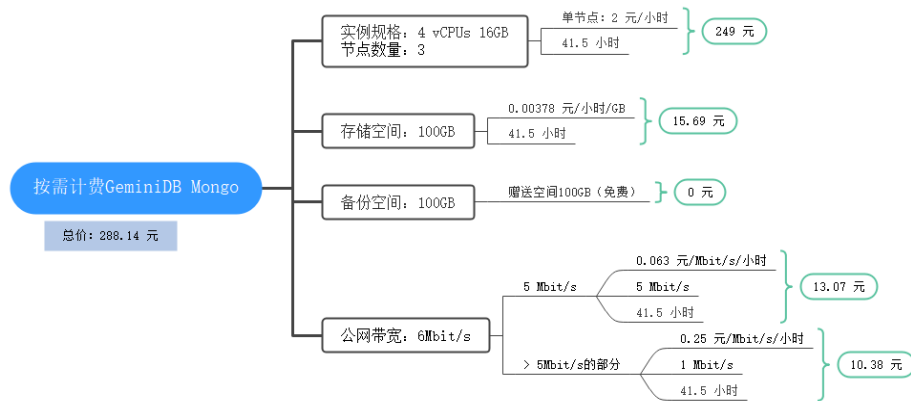 按需计费GeminiDB Mongo
总价：288.14 元
实例规格：4 vCPUs 16GB
节点数量：3
单节点：2 元/小时
41.5 小时
249 元
存储空间：100GB
0.00378 元/小时/GB
41.5 小时
15.69 元
备份空间：100GB
赠送空间100GB（免费）
0 元
公网带宽：6Mbit/s
5 Mbit/s
0.063 元/Mbit/s/小时
5 Mbit/s
41.5 小时
13.07 元
> 5Mbit/s的部分
0.25 元/Mbit/s/小时
1 Mbit/s
41.5 小时
10.38 元